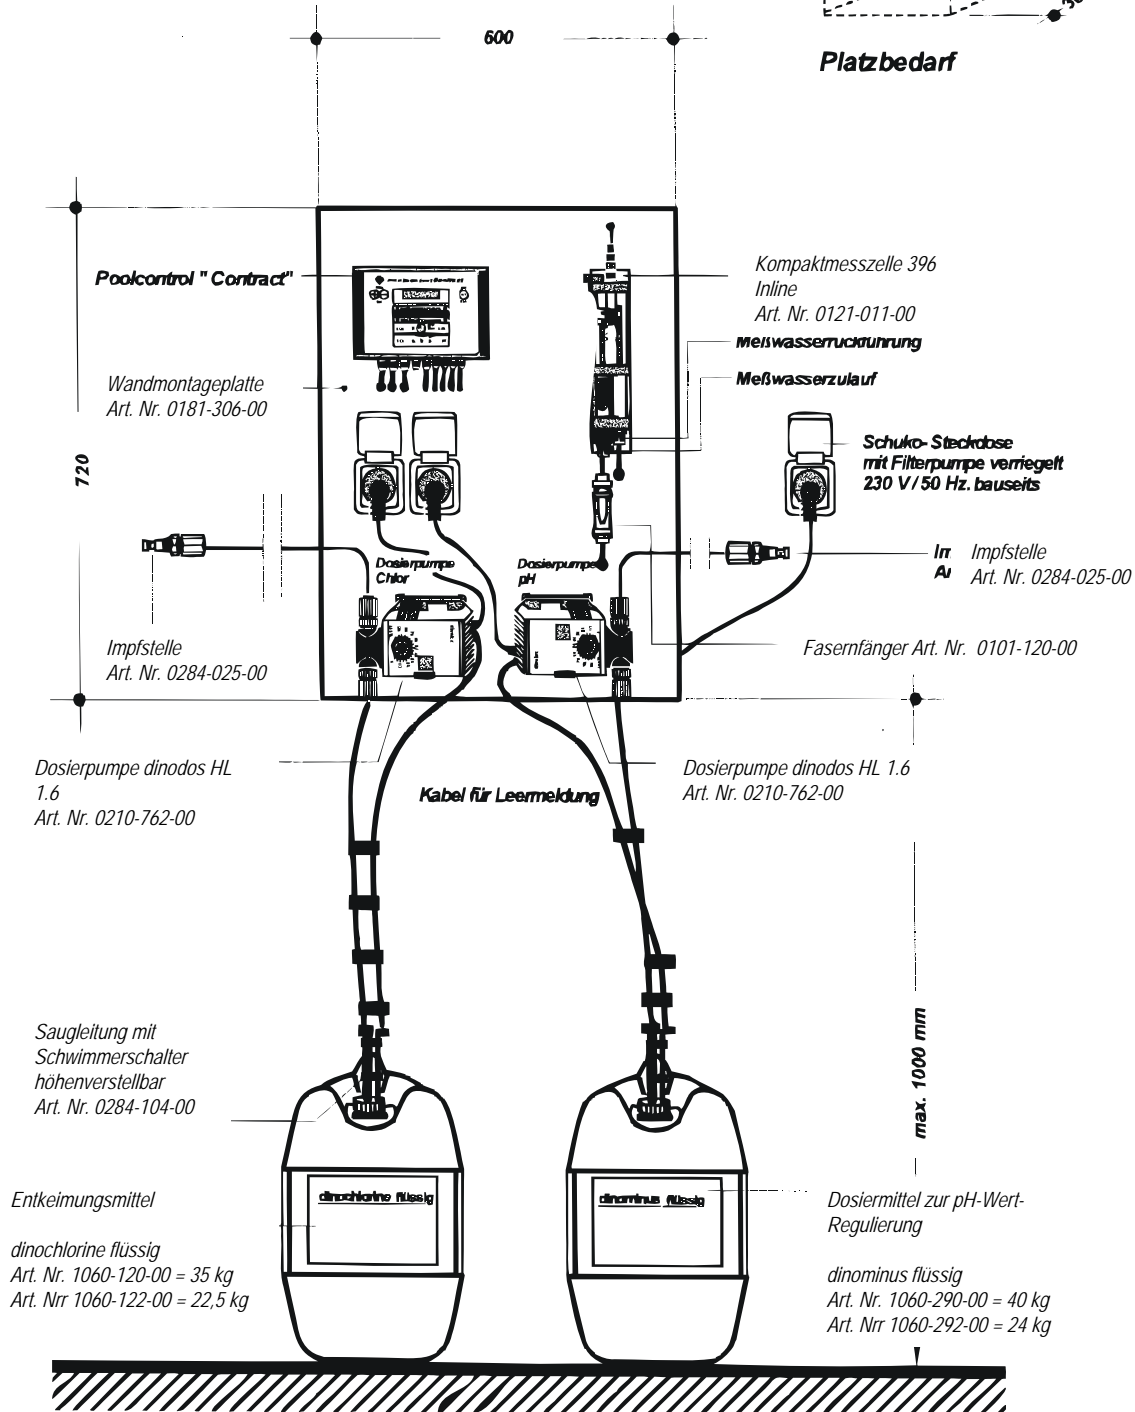 600
Platzbedarf
Poolcontrol "Contract"
Kompaktmesszelle 396
Inline
Art. Nr. 0121-011-00
Meßwasserrückführung
Meßwasserzulauf
Wandmontageplatte
Art. Nr. 0181-306-00
720
Schuko-Steckdose
mit Filterpumpe verriegelt
230 V / 50 Hz. bauseits
Dosierpumpe
Chlor
Dosierpumpe
pH
Impfstelle
Art. Nr. 0284-025-00
Impfstelle
Art. Nr. 0284-025-00
Fasernfänger Art. Nr. 0101-120-00
Dosierpumpe dinodos HL
1.6
Art. Nr. 0210-762-00
Kabel für Leermeldung
Dosierpumpe dinodos HL 1.6
Art. Nr. 0210-762-00
Saugleitung mit
Schwimmerschalter
höhenverstellbar
Art. Nr. 0284-104-00
max. 1000 mm
dinochlorine flüssig
dinominus flüssig
Entkeimungsmittel
dinochlorine flüssig
Art. Nr. 1060-120-00 = 35 kg
Art. Nrr 1060-122-00 = 22,5 kg
Dosiermittel zur pH-Wert-
Regulierung
dinominus flüssig
Art. Nr. 1060-290-00 = 40 kg
Art. Nrr 1060-292-00 = 24 kg